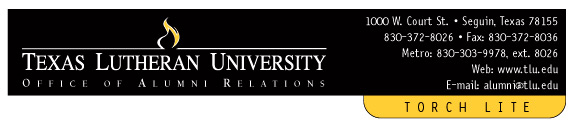 TEXAS LUTHERAN UNIVERSITY
OFFICE OF ALUMNI RELATIONS
1000 W. Court St. • Seguin, Texas 78155
830-372-8026 • Fax: 830-372-8036
Metro: 830-303-9978, ext. 8026
Web: www.tlu.edu
E-mail: alumni@tlu.edu
TORCH LITE